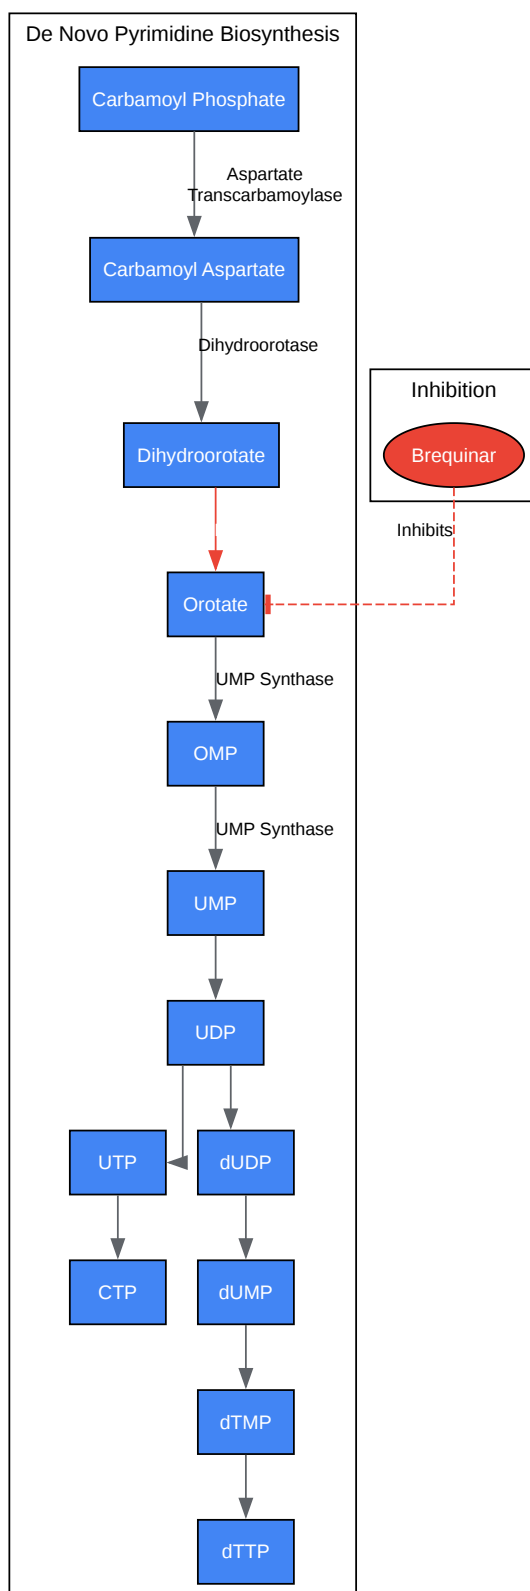 De Novo Pyrimidine Biosynthesis
Carbamoyl Phosphate
Aspartate
Transcarbamoylase
Carbamoyl Aspartate
Dihydroorotase
Inhibition
Dihydroorotate
Brequinar
Inhibits
Orotate
UMP Synthase
OMP
UMP Synthase
UMP
UDP
UTP
dUDP
CTP
dUMP
dTMP
dTTP